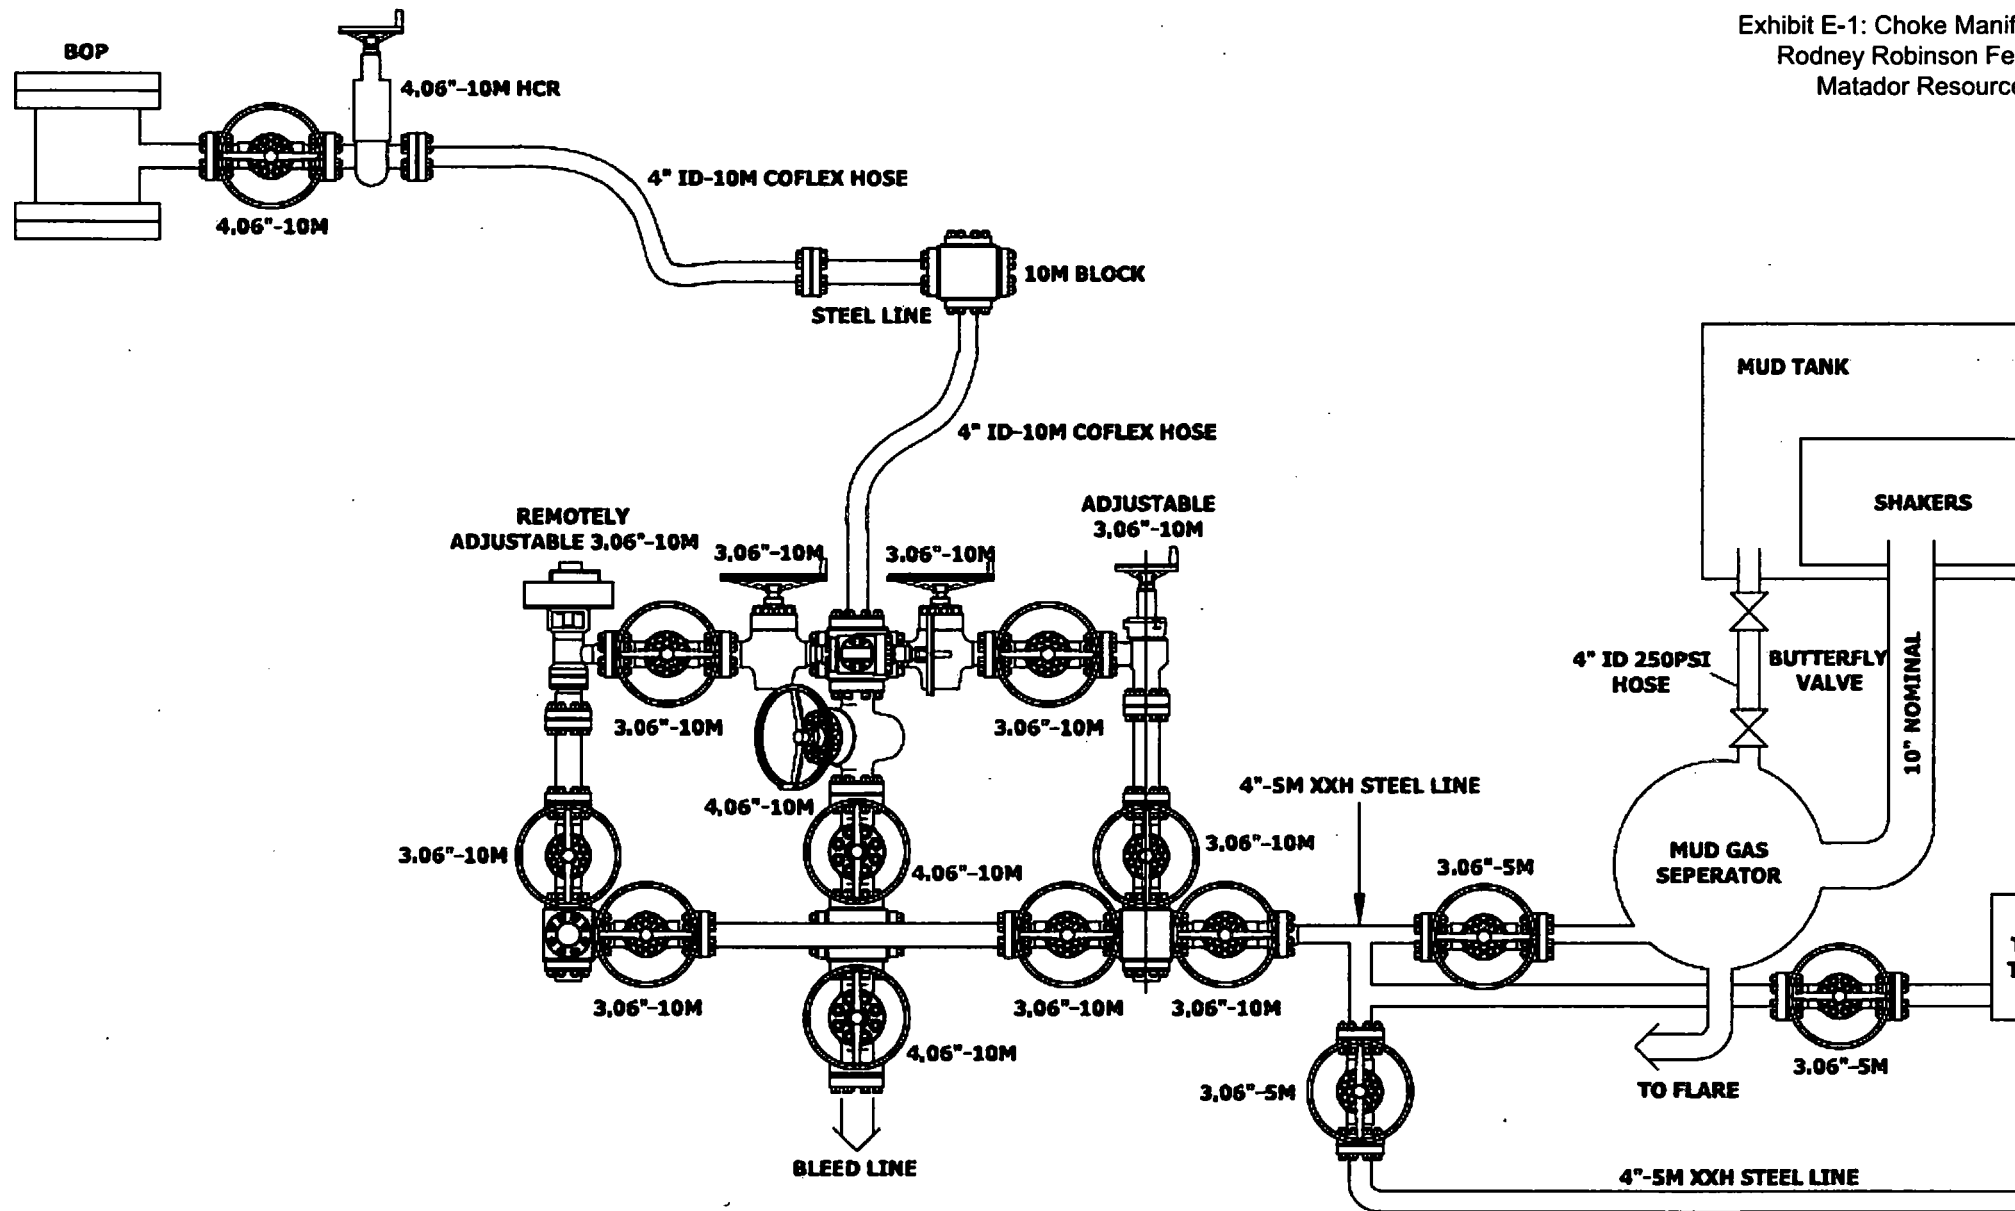 Exhibit E-1: Choke Manif
Rodney Robinson Fe
Matador Resource
BOP
4.06"-10M HCR
4" ID-10M COFLEX HOSE
4.06"-10M
10M BLOCK
STEEL LINE
MUD TANK
4" ID-10M COFLEX HOSE
SHAKERS
REMOTELY
ADJUSTABLE 3.06"-10M
3.06"-10M
3.06"-10M
ADJUSTABLE
3.06"-10M
4" ID 250PSI
HOSE
BUTTERFLY
VALVE
10" NOMINAL
3.06"-10M
3.06"-10M
4.06"-10M
4"-5M XXH STEEL LINE
3.06"-10M
4.06"-10M
3.06"-10M
3.06"-5M
MUD GAS
SEPERATOR
3.06"-10M
3.06"-10M
3.06"-10M
4.06"-10M
3.06"-5M
3.06"-5M
TO FLARE
BLEED LINE
4"-5M XXH STEEL LINE